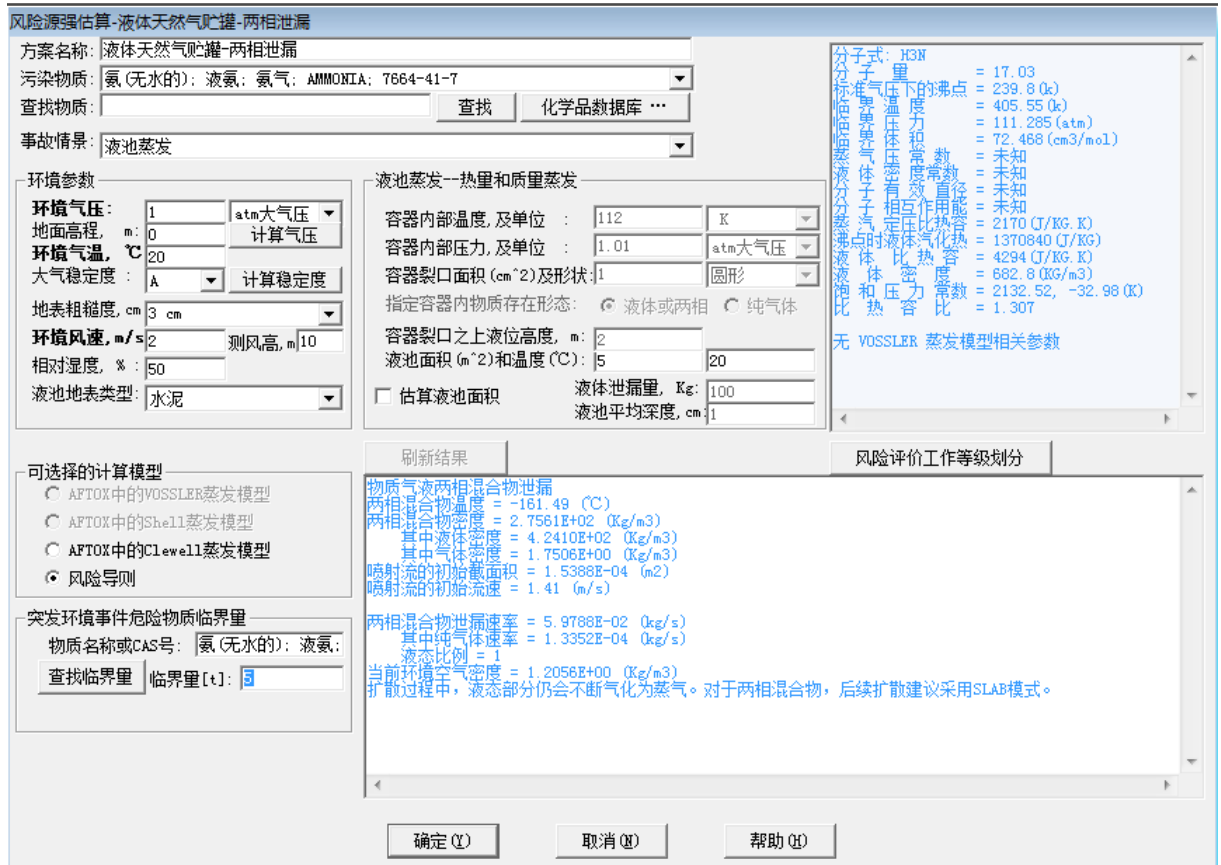 风险源强估算-液体天然气贮罐-两相泄漏
方案名称: 液体天然气贮罐-两相泄漏
污染物质: 氨(无水的); 液氨; 氨气; AMMONIA; 7664-41-7
查找物质: 查找 化学品数据库 …
事故情景: 液池蒸发
分子式: H3N
分 子 量 = 17.03
标准气压下的沸点 = 239.8(k)
临 界 温 度 = 405.55(k)
临 界 压 力 = 111.285(atm)
临 界 体 积 = 72.468(cm3/mol)
蒸 气 压 常 数 = 未知
液 体 密 度常数 = 未知
分 子 有 效 直径 = 未知
分 子 相互作用能 = 未知
蒸 汽 定压比热容 = 2170(J/KG.K)
沸点时液体汽化热 = 1370840(J/KG)
液 体 比 热 容 = 4294(J/KG.K)
液 体 密 度 = 682.8(KG/m3)
饱 和 压 力 常数 = 2132.52, -32.98(K)
比 热 容 比 = 1.307
无 VOSSLER 蒸发模型相关参数
环境参数
环境气压: 1 atm大气压
地面高程, m: 0 计算气压
环境气温, ℃ 20
大气稳定度 : A 计算稳定度
地表粗糙度,cm 3 cm
环境风速,m/s 2 测风高,m 10
相对湿度, % : 50
液池地表类型: 水泥
液池蒸发--热量和质量蒸发
容器内部温度,及单位 : 112 K
容器内部压力,及单位 : 1.01 atm大气压
容器裂口面积(cm^2)及形状: 1 圆形
指定容器内物质存在形态: 液体或两相 纯气体
容器裂口之上液位高度, m: 2
液池面积(m^2)和温度(℃): 5 20
估算液池面积 液体泄漏量, Kg: 100
液池平均深度,cm: 1
刷新结果 风险评价工作等级划分
可选择的计算模型
AFTOX中的VOSSLER蒸发模型
AFTOX中的Shell蒸发模型
AFTOX中的Clewell蒸发模型
风险导则
突发环境事件危险物质临界量
物质名称或CAS号: 氨(无水的); 液氨;
查找临界量 临界量[t]: 5
物质气液两相混合物泄漏
两相混合物温度 = -161.49 (℃)
两相混合物密度 = 2.7561E+02 (Kg/m3)
其中液体密度 = 4.2410E+02 (Kg/m3)
其中气体密度 = 1.7506E+00 (Kg/m3)
喷射流的初始截面积 = 1.5388E-04 (m2)
喷射流的初始流速 = 1.41 (m/s)
两相混合物泄漏速率 = 5.9788E-02 (kg/s)
其中纯气体速率 = 1.3352E-04 (kg/s)
液态比例 = 1
当前环境空气密度 = 1.2056E+00 (Kg/m3)
扩散过程中，液态部分仍会不断气化为蒸气。对于两相混合物，后续扩散建议采用SLAB模式。
确定(Y) 取消(N) 帮助(H)